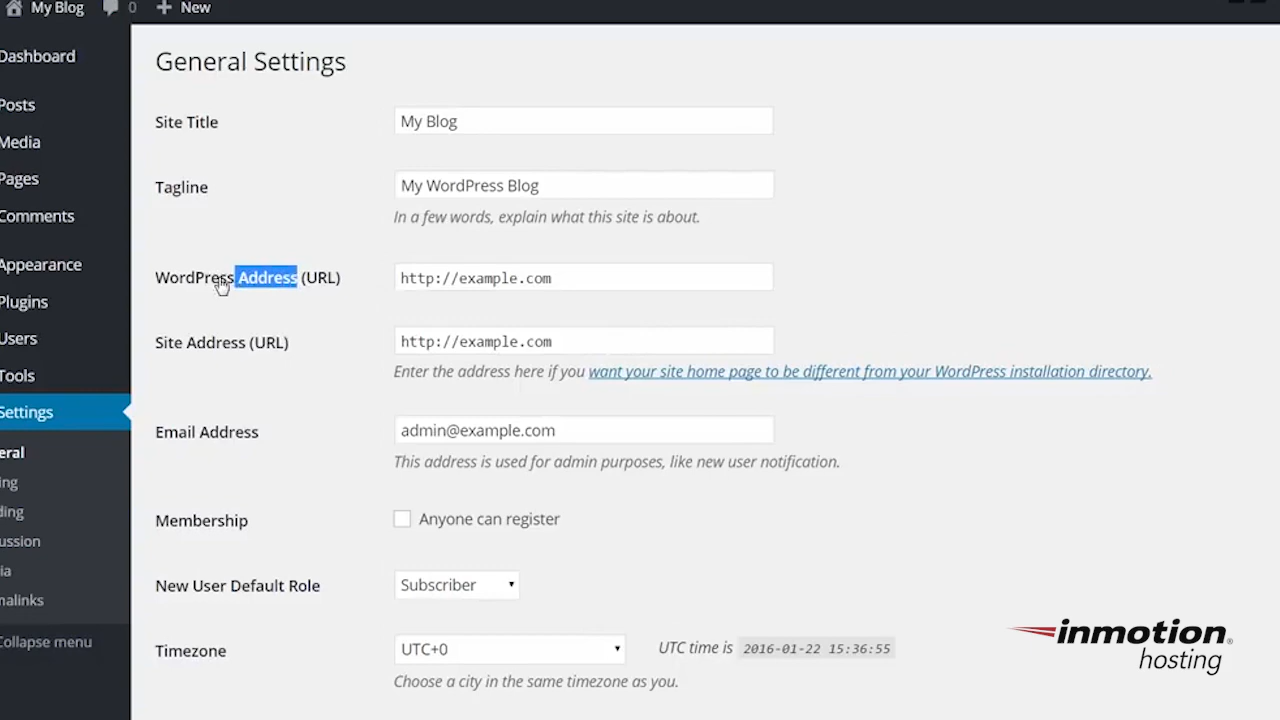 My Blog 0 New
Dashboard
Posts
Media
Pages
Comments
Appearance
Plugins
Users
Tools
Settings
eral
ing
ding
ussion
ia
nalinks
Collapse menu
General Settings
Site Title
My Blog
Tagline
My WordPress Blog
In a few words, explain what this site is about.
WordPress Address (URL)
http://example.com
Site Address (URL)
http://example.com
Enter the address here if you want your site home page to be different from your WordPress installation directory.
Email Address
admin@example.com
This address is used for admin purposes, like new user notification.
Membership
Anyone can register
New User Default Role
Subscriber
Timezone
UTC+0
UTC time is 2016-01-22 15:36:55
Choose a city in the same timezone as you.
inmotion®
hosting